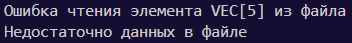 Ошибка чтения элемента VEC[5] из файла
Недостаточно данных в файле